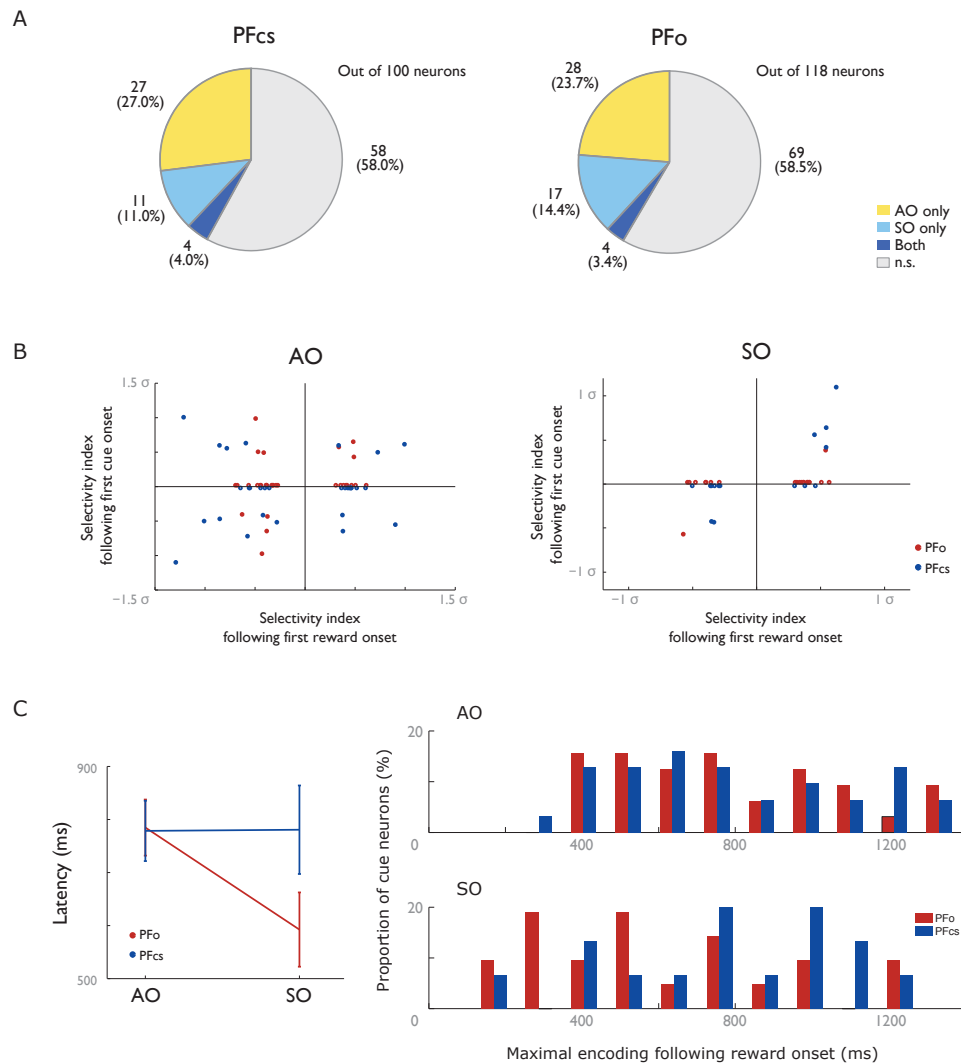 A
PFcs
PFo
27
(27.0%)
Out of 100 neurons
28
(23.7%)
Out of 118 neurons
58
(58.0%)
69
(58.5%)
11
(11.0%)
17
(14.4%)
4
(4.0%)
4
(3.4%)
AO only
SO only
Both
n.s.
B
AO
SO
1.5 σ
Selectivity index
following first cue onset
−1.5 σ
1.5 σ
Selectivity index
following first reward onset
1 σ
Selectivity index
following first cue onset
−1 σ
−1 σ
1 σ
PFo
PFcs
Selectivity index
following first reward onset
C
900
Latency (ms)
500
PFo
PFcs
AO
SO
AO
20
Proportion of cue neurons (%)
0
400
800
1200
SO
20
PFo
PFcs
0
400
800
1200
Maximal encoding following reward onset (ms)